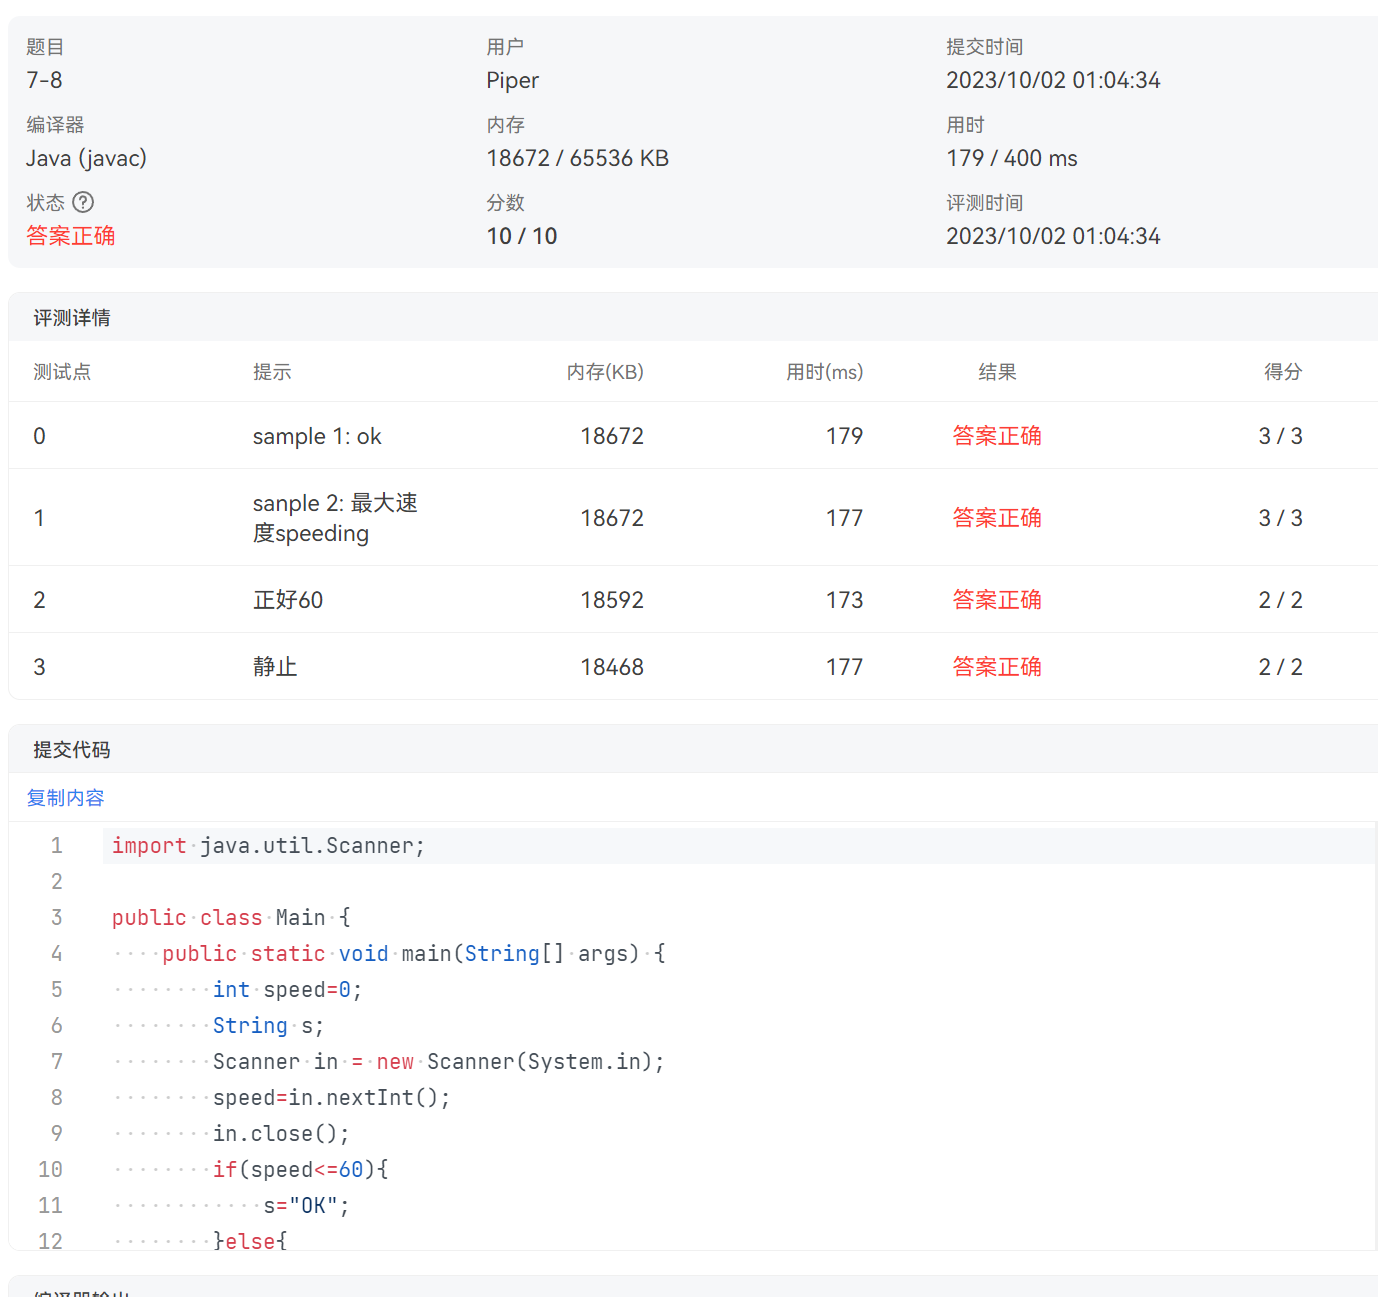 题目 用户 提交时间
7-8 Piper 2023/10/02 01:04:34
编译器 内存 用时
Java (javac) 18672 / 65536 KB 179 / 400 ms
状态 ? 分数 评测时间
答案正确 10 / 10 2023/10/02 01:04:34
评测详情
测试点 提示 内存(KB) 用时(ms) 结果 得分
0 sample 1: ok 18672 179 答案正确 3 / 3
1 sanple 2: 最大速度speeding 18672 177 答案正确 3 / 3
2 正好60 18592 173 答案正确 2 / 2
3 静止 18468 177 答案正确 2 / 2
提交代码
复制内容
1 import java.util.Scanner;
2
3 public class Main {
4     public static void main(String[] args) {
5         int speed=0;
6         String s;
7         Scanner in = new Scanner(System.in);
8         speed=in.nextInt();
9         in.close();
10         if(speed<=60){
11             s="OK";
12         }else{
编译器输出